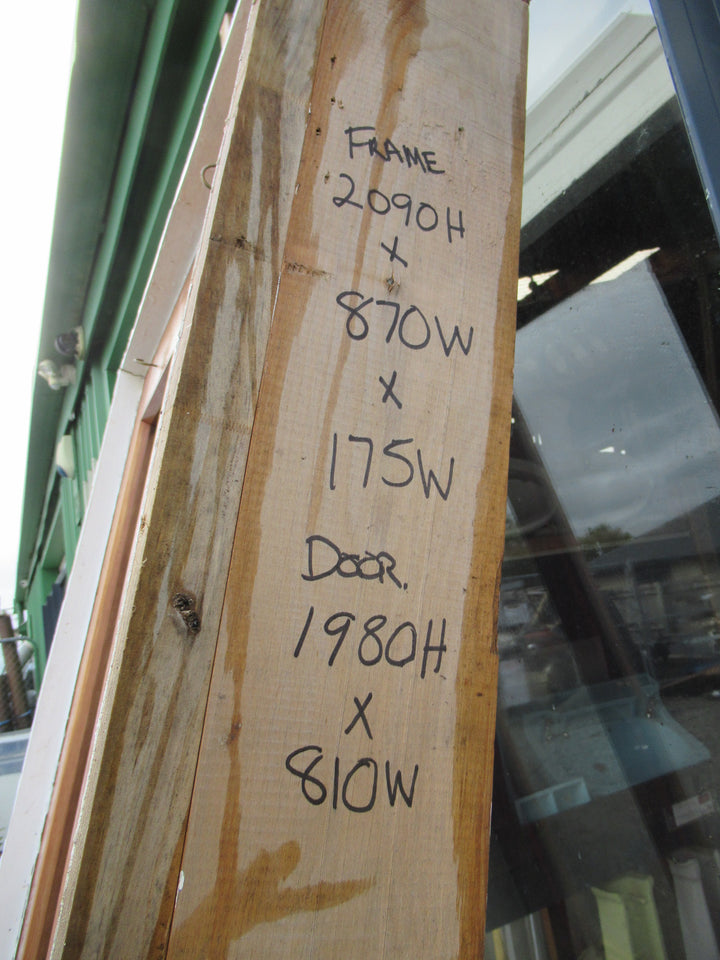 FRAME
2090H
X
870W
X
175W
DOOR.
1980H
X
810W